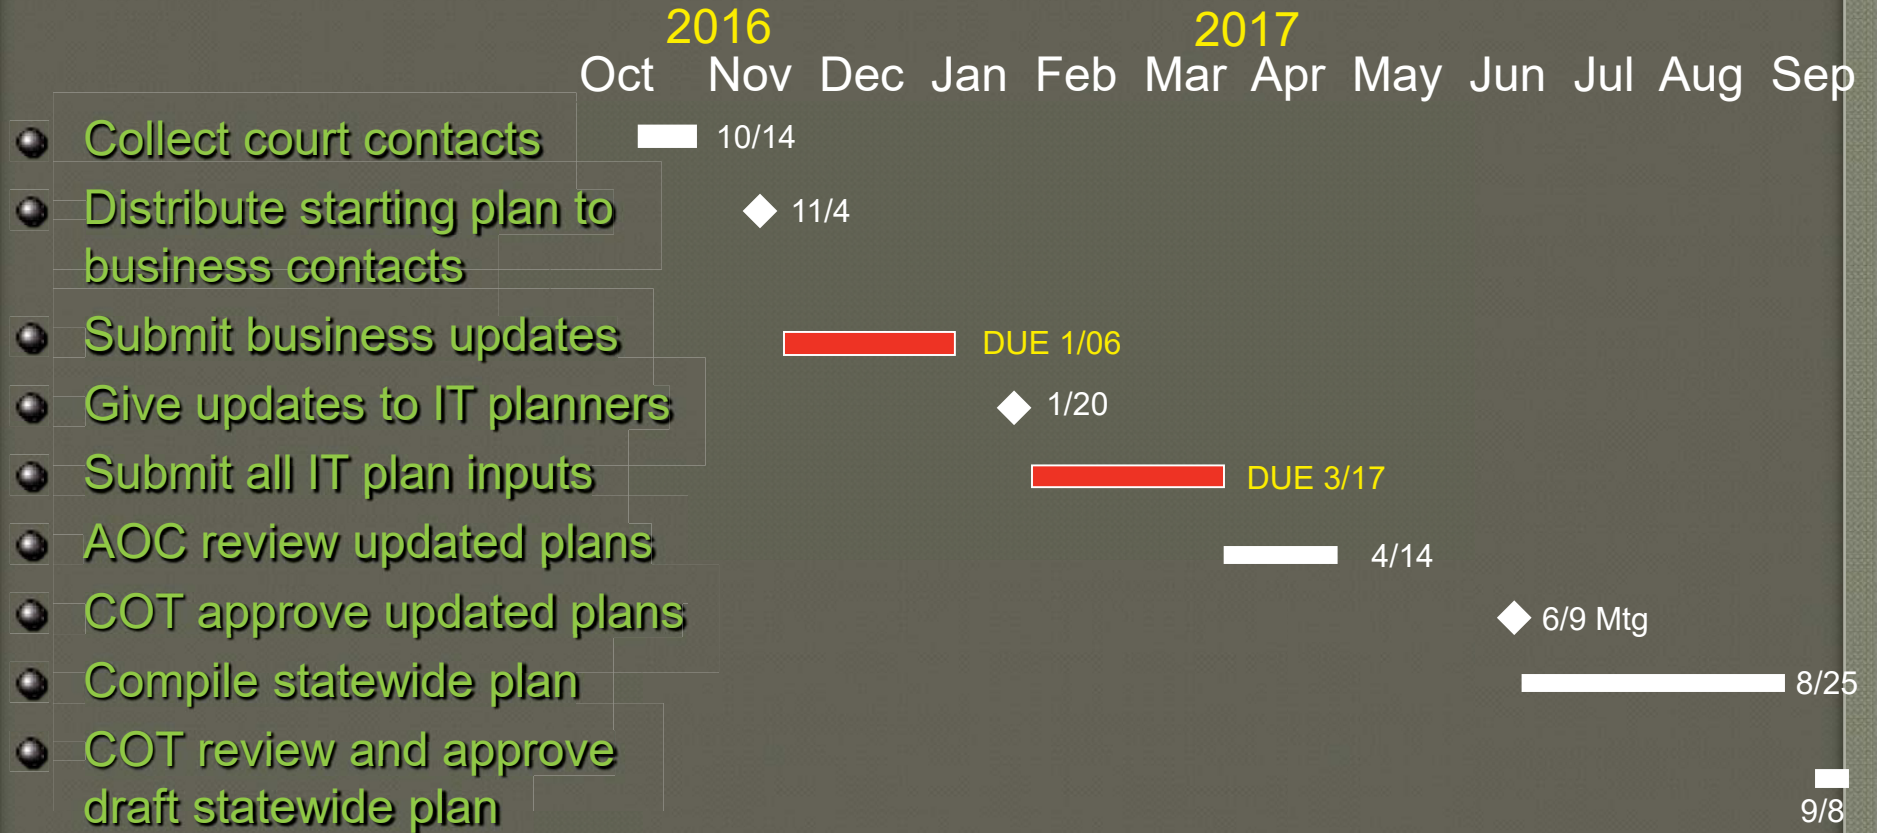 2016 2017
Oct Nov Dec Jan Feb Mar Apr May Jun Jul Aug Sep
Collect court contacts 10/14
Distribute starting plan to 11/4
business contacts
Submit business updates DUE 1/06
Give updates to IT planners 1/20
Submit all IT plan inputs DUE 3/17
AOC review updated plans 4/14
COT approve updated plans 6/9 Mtg
Compile statewide plan 8/25
COT review and approve
draft statewide plan 9/8